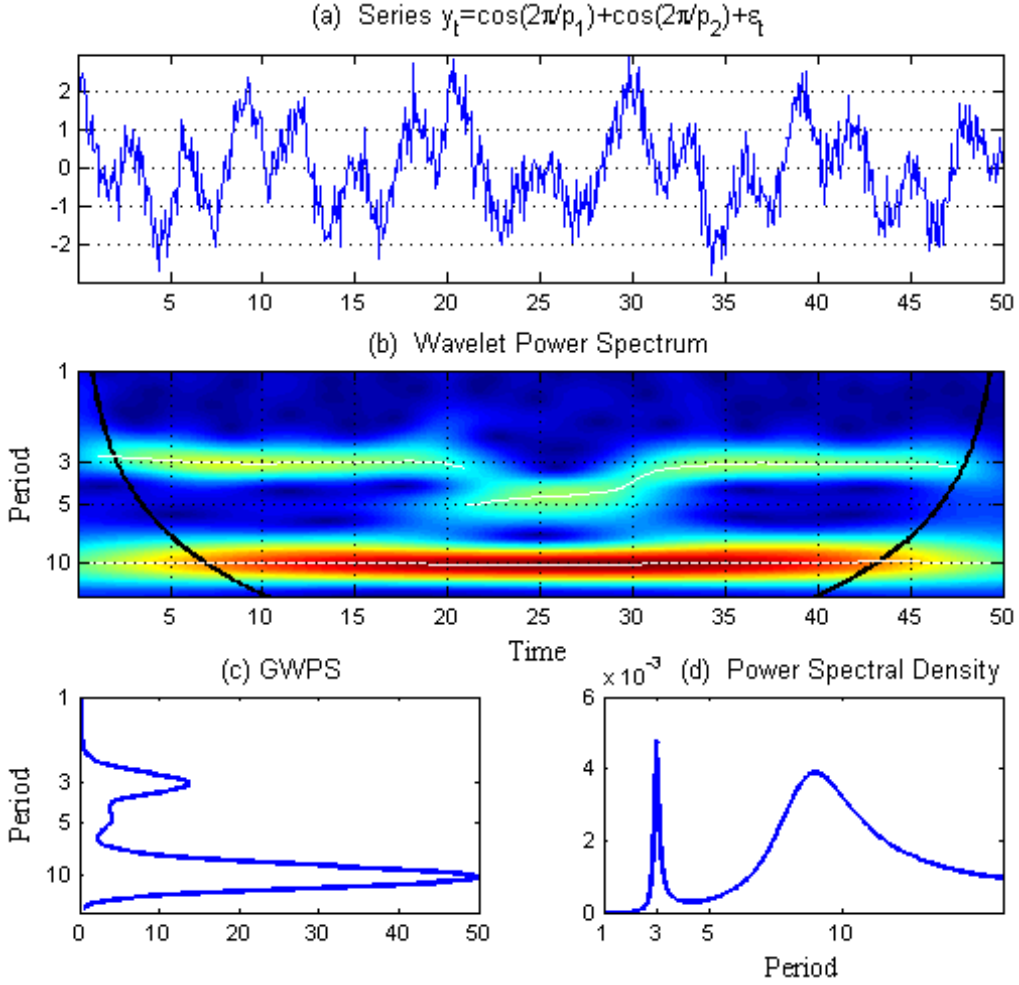 (a) Series y_t=cos(2π/p_1)+cos(2π/p_2)+ε_t
2
1
0
-1
-2
5 10 15 20 25 30 35 40 45 50
(b) Wavelet Power Spectrum
Period
1
3
5
10
5 10 15 20 25 30 35 40 45 50
Time
(c) GWPS
Period
1
3
5
10
0 10 20 30 40 50
× 10^-3 (d) Power Spectral Density
6
4
2
0
1 3 5 10
Period